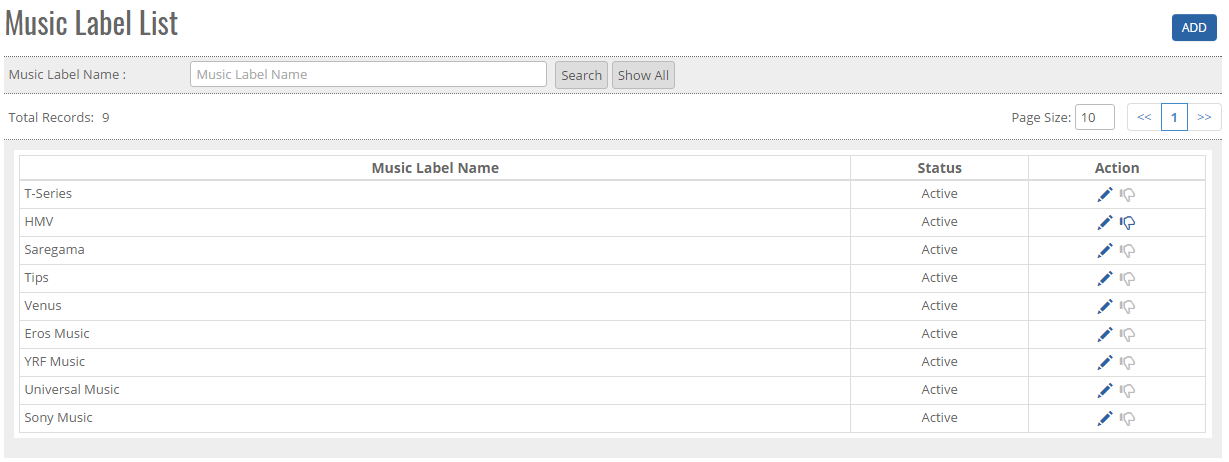 Music Label List
ADD
Music Label Name : Music Label Name Search Show All
Total Records: 9 Page Size: 10 << 1 >>
Music Label Name Status Action
T-Series Active
HMV Active
Saregama Active
Tips Active
Venus Active
Eros Music Active
YRF Music Active
Universal Music Active
Sony Music Active